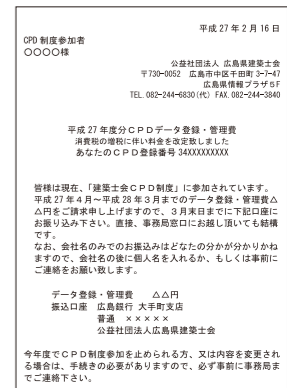 平成 27 年 2 月 16 日
CPD 制度参加者
○○○○様
公益社団法人 広島県建築士会
〒730-0052 広島市中区千田町 3-7-47
広島県情報プラザ5F
TEL. 082-244-6830(代) FAX. 082-244-3840
平成 27 年度分ＣＰＤデータ登録・管理費
消費税の増税に伴い料金を改定致しました
あなたのＣＰＤ登録番号 34XXXXXXXXX
皆様は現在、「建築士会ＣＰＤ制度」に参加されています。
平成 27 年４月～平成 28 年３月までのデータ登録・管理費△
△円をご請求申し上げますので、３月末日までに下記口座に
お振り込み下さい。直接、事務局窓口にお越し頂いても結構
です。
なお、会社名のみでのお振込みはどなたの分か分かりかね
ますので、会社名の後に個人名を入れるか、もしくは事前に
ご連絡をお願い致します。
データ登録・管理費 △△円
振込口座 広島銀行 大手町支店
普通 ×××××
公益社団法人広島県建築士会
今年度でＣＰＤ制度参加を止められる方、又は内容を変更され
る場合は、手続きの必要がありますので、必ず事前に事務局ま
でご連絡下さい。